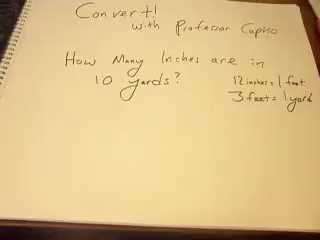 Convert!
with Professor Capko
How Many Inches are in
10 yards?
12 inches = 1 foot
3 feet = 1 yard